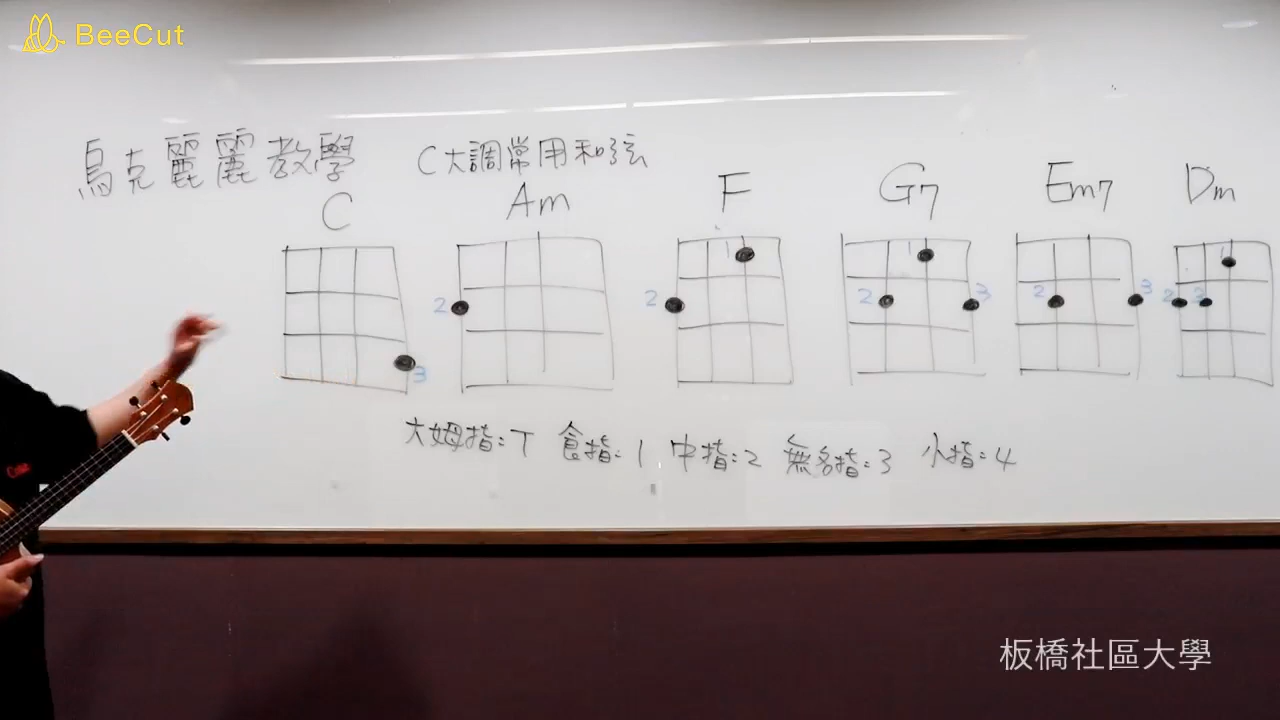 BeeCut
烏克麗麗教學 C大調常用和弦
C Am F G7 Em7 Dm
1 1 1
2 2 2 3 2 3 2 3
3
大姆指:T 食指:1 中指:2 無名指:3 小指:4
板橋社區大學